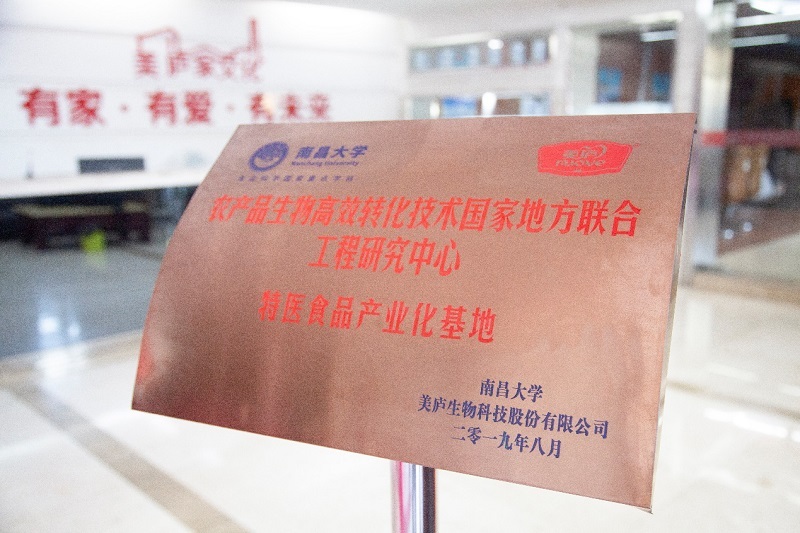 美庐家文化
有家·有爱·有未来
南昌大学
Nanchang University
美庐
农产品生物高效转化技术国家地方联合
工程研究中心
特医食品产业化基地
南昌大学
美庐生物科技股份有限公司
二零一九年八月